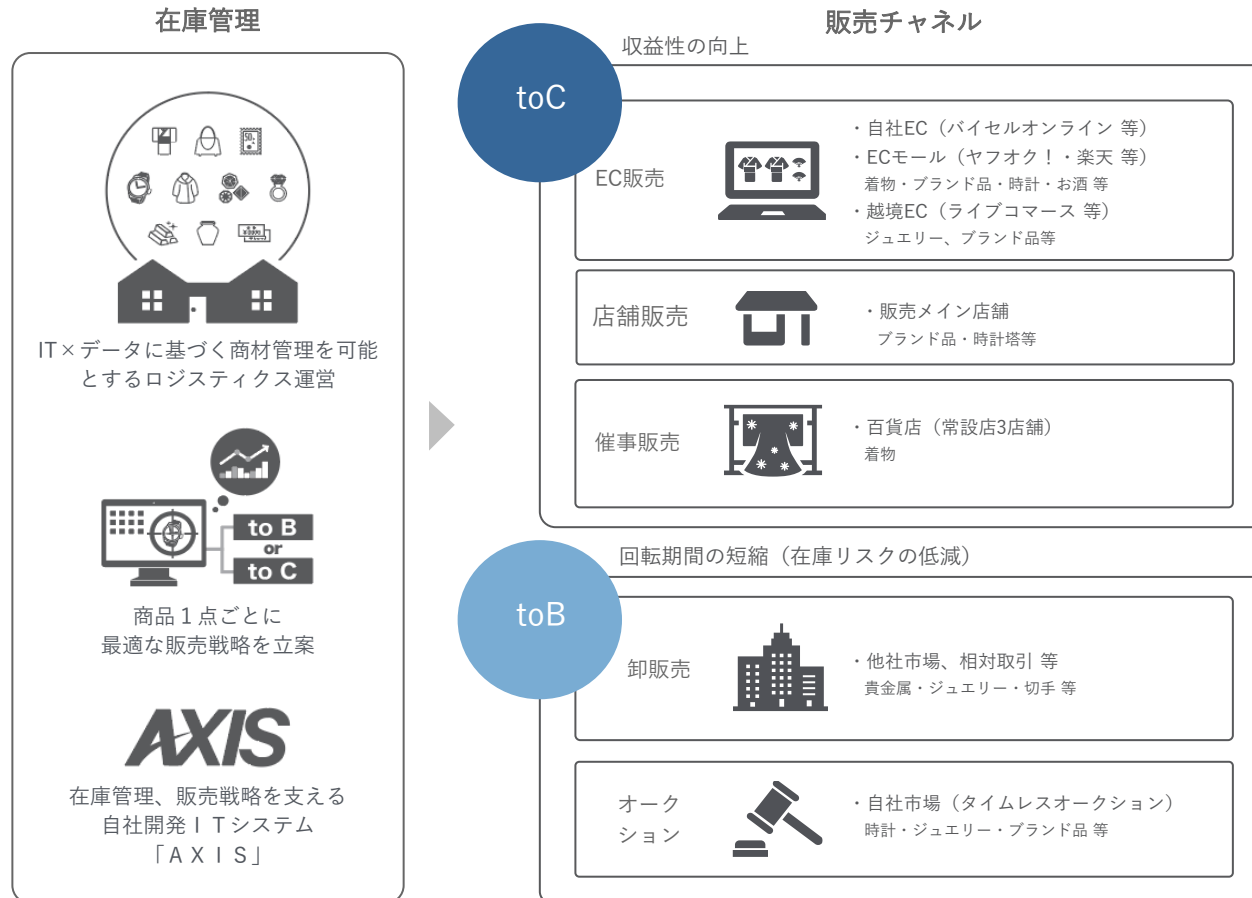 在庫管理
IT×データに基づく商材管理を可能
とするロジスティクス運営
to B
or
to C
商品１点ごとに
最適な販売戦略を立案
AXIS
在庫管理、販売戦略を支える
自社開発ＩＴシステム
「ＡＸＩＳ」
販売チャネル
toC
収益性の向上
EC販売
・自社EC（バイセルオンライン 等）
・ECモール（ヤフオク！・楽天 等）
着物・ブランド品・時計・お酒 等
・越境EC（ライブコマース 等）
ジュエリー、ブランド品等
店舗販売
・販売メイン店舗
ブランド品・時計塔等
催事販売
・百貨店（常設店3店舗）
着物
toB
回転期間の短縮（在庫リスクの低減）
卸販売
・他社市場、相対取引 等
貴金属・ジュエリー・切手 等
オーク
ション
・自社市場（タイムレスオークション）
時計・ジュエリー・ブランド品 等